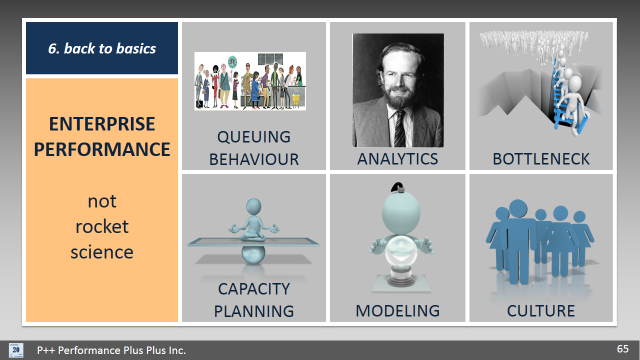 6. back to basics
ENTERPRISE
PERFORMANCE
not
rocket
science
QUEUING
BEHAVIOUR
ANALYTICS
BOTTLENECK
CAPACITY
PLANNING
MODELING
CULTURE
20
P++ Performance Plus Plus Inc.
65